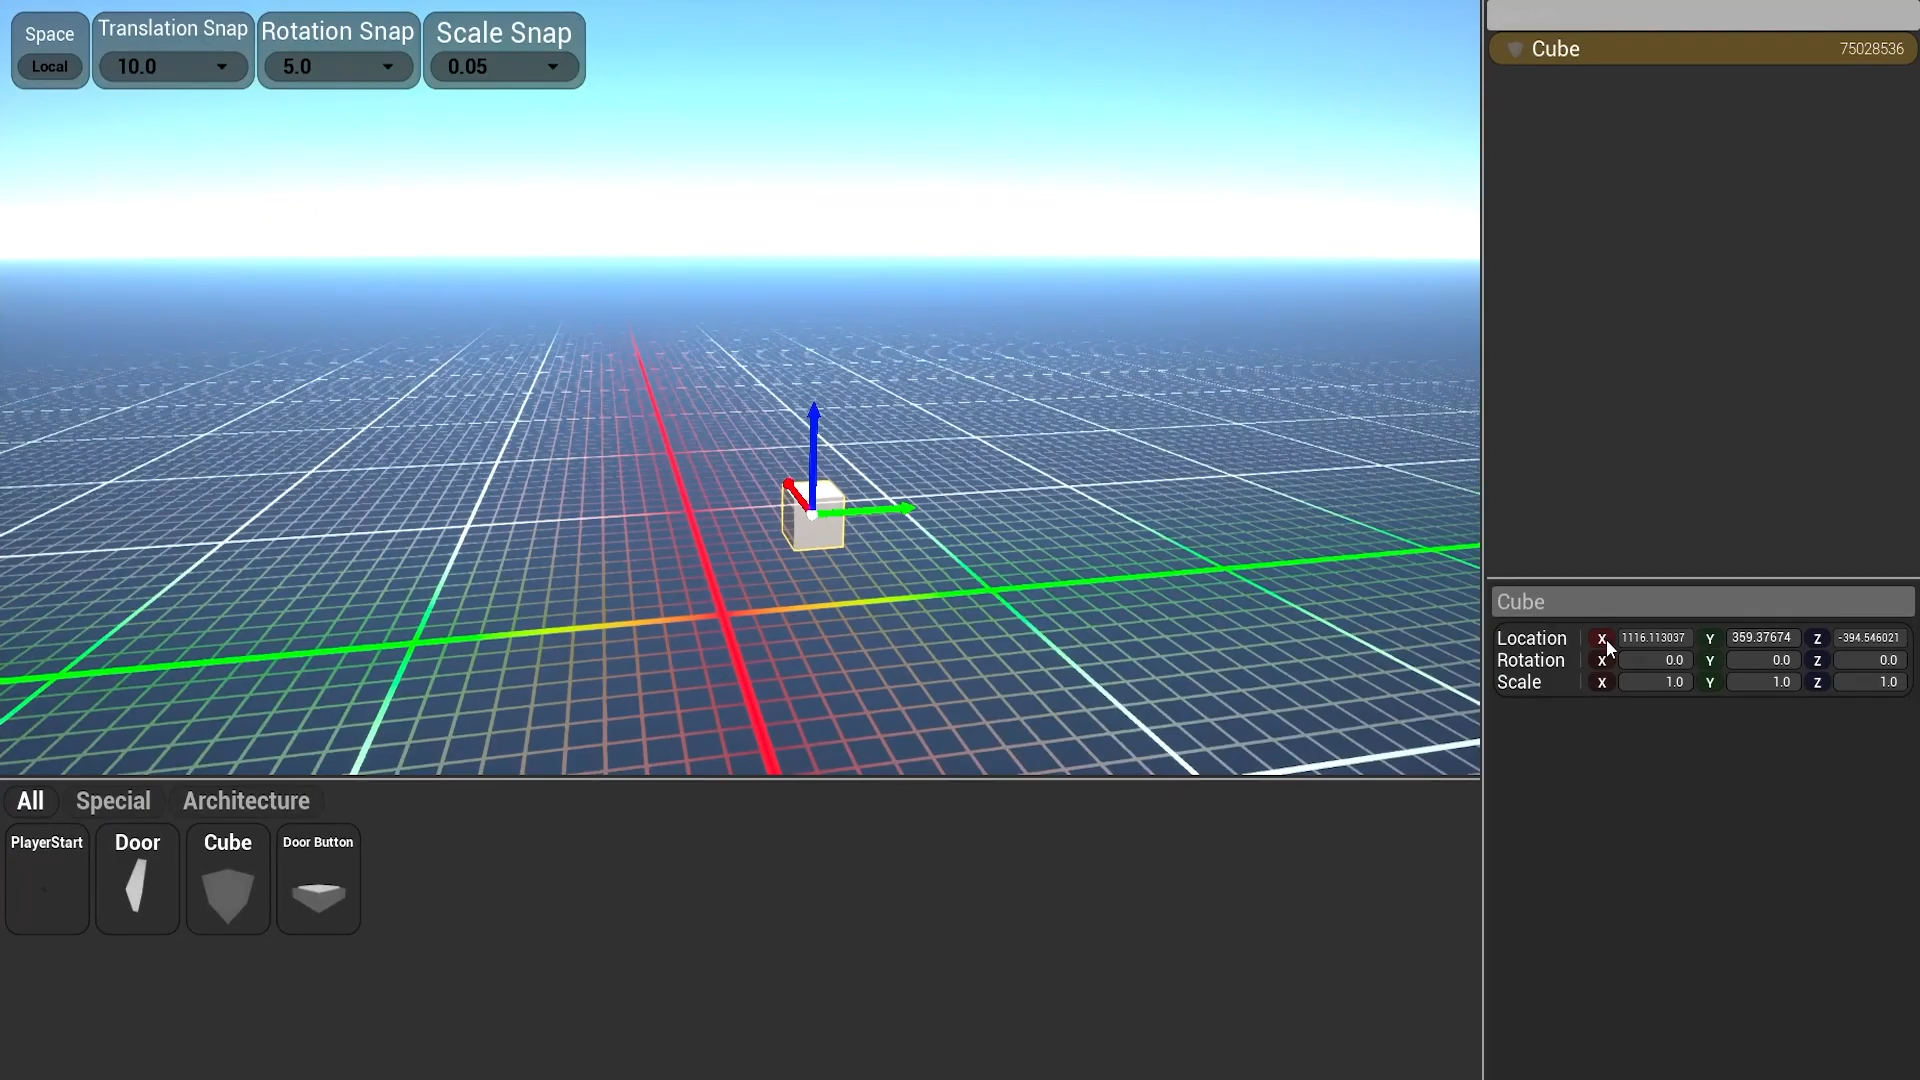 Space
Local
Translation Snap
10.0
Rotation Snap
5.0
Scale Snap
0.05
Cube 75028536
Cube
Location X 1116.113037 Y 359.37674 Z -394.546021
Rotation X 0.0 Y 0.0 Z 0.0
Scale X 1.0 Y 1.0 Z 1.0
All Special Architecture
PlayerStart Door Cube Door Button